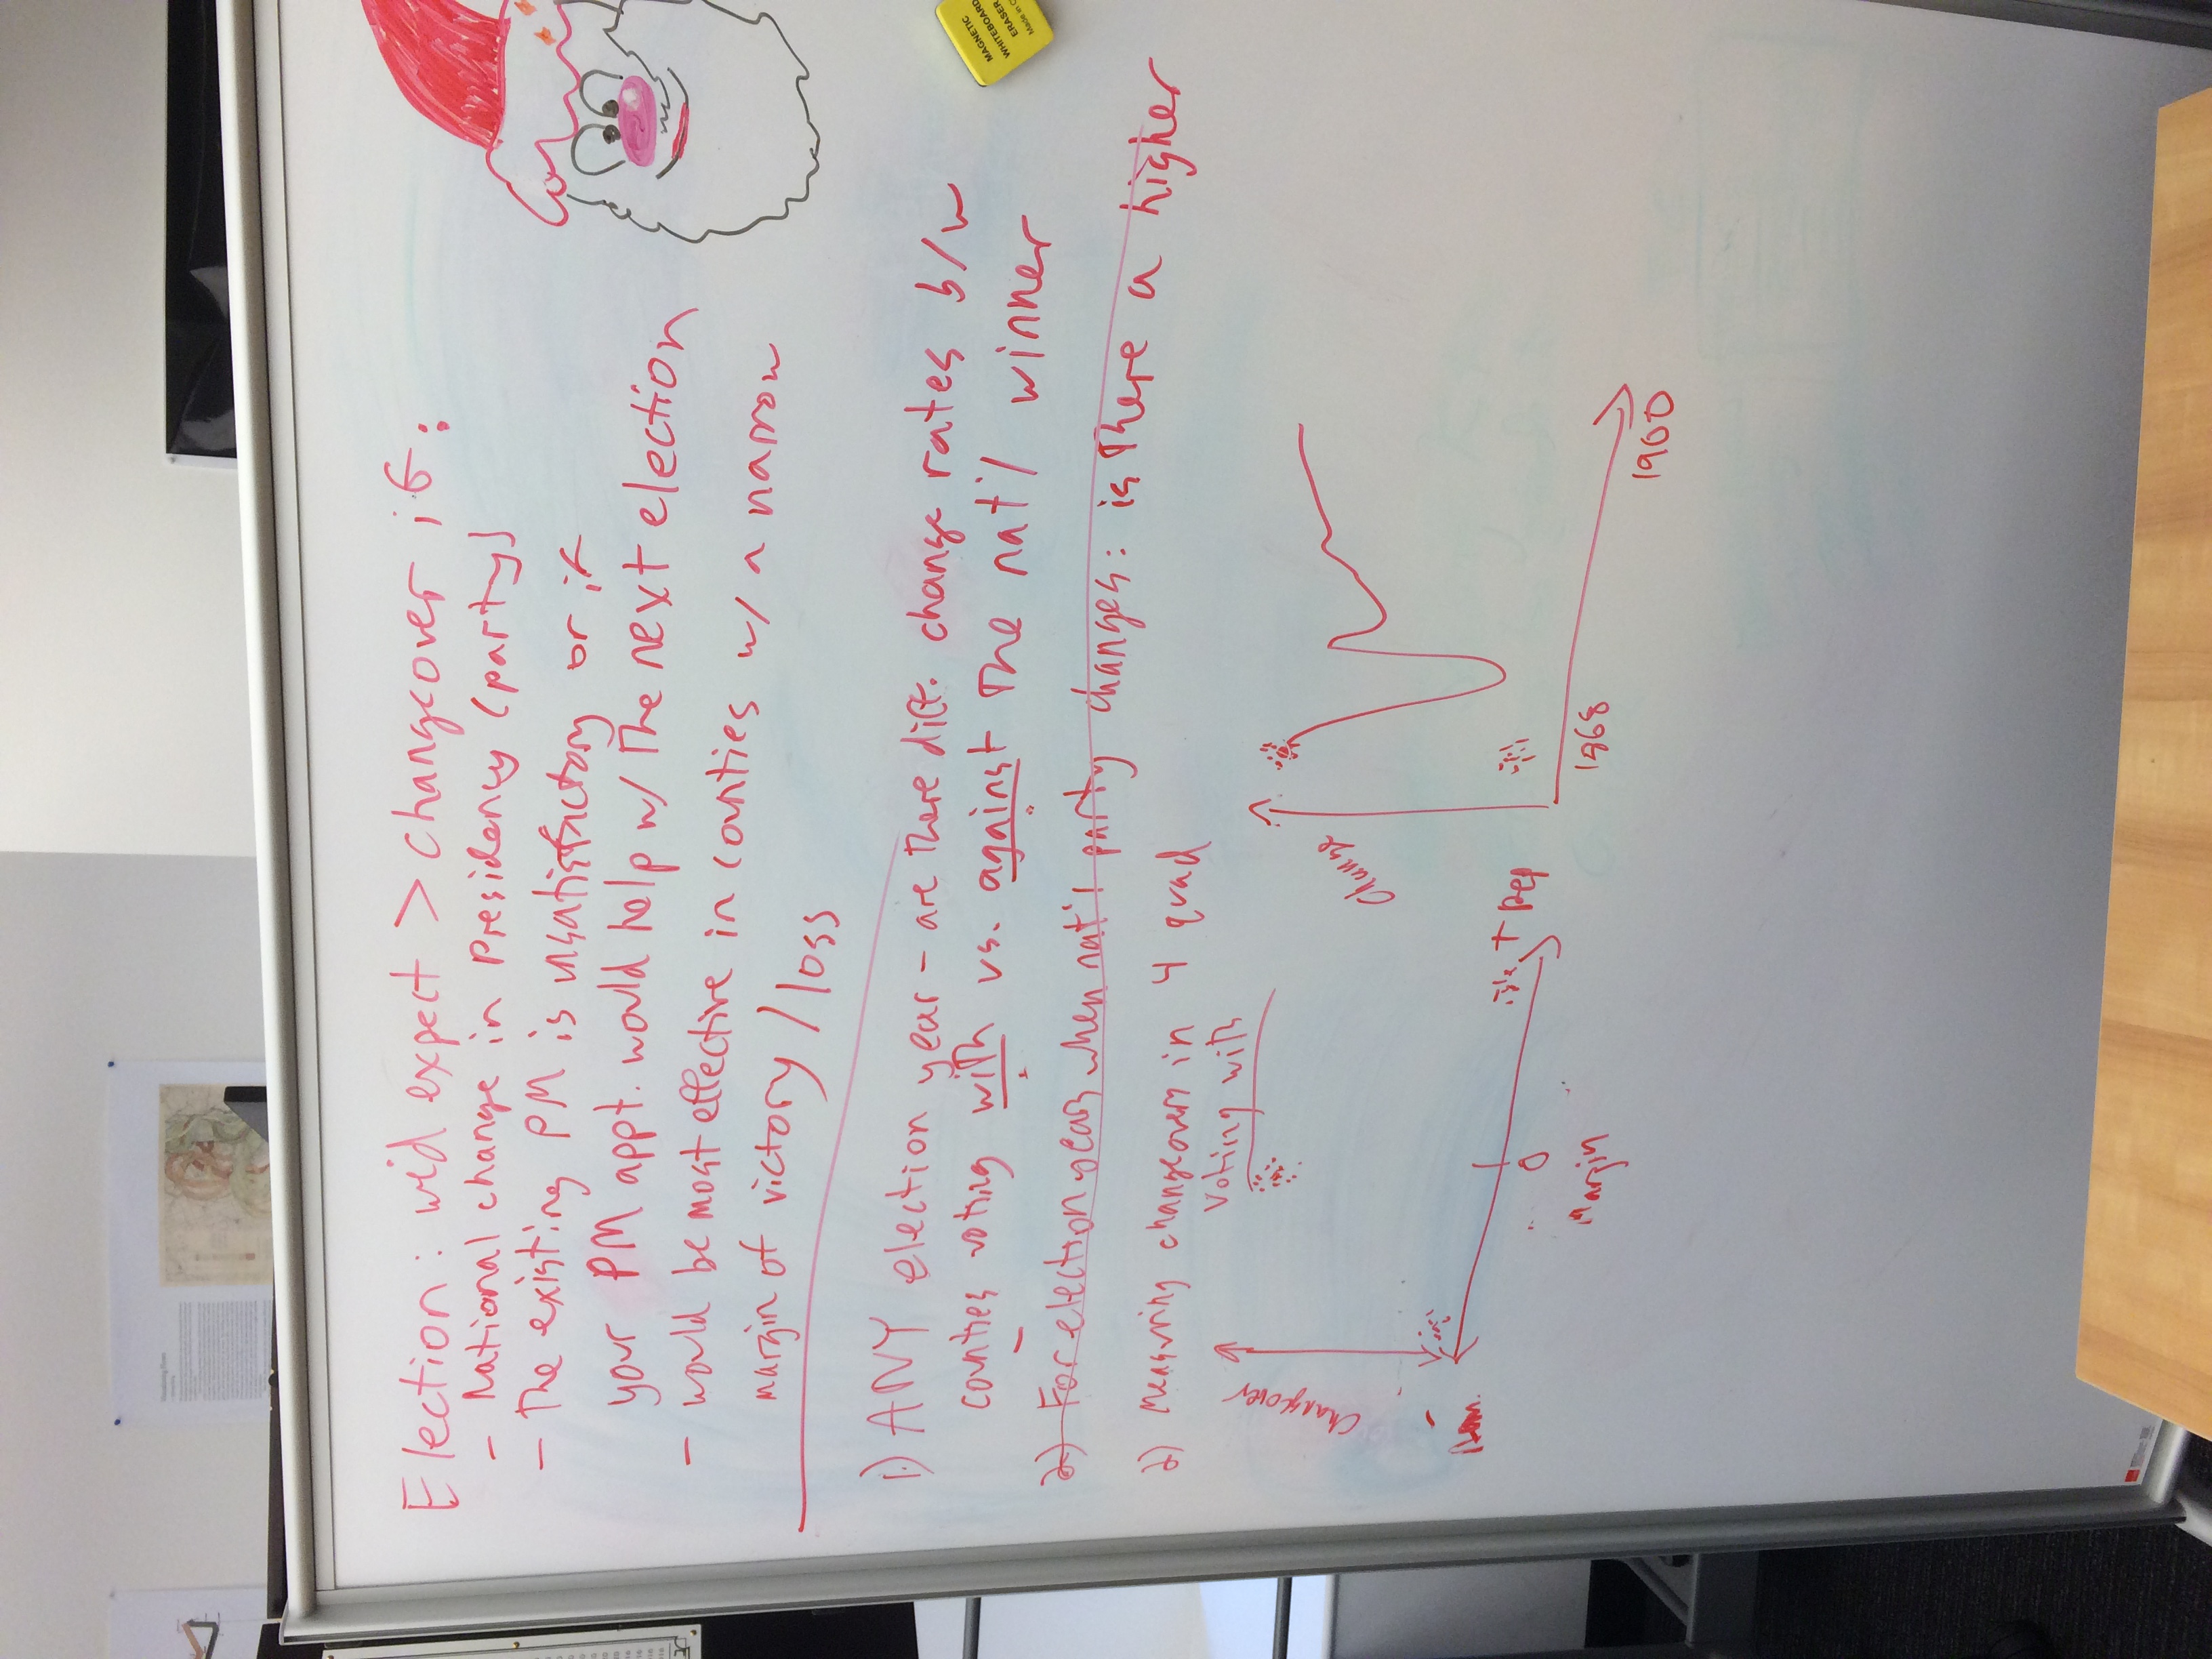 Election: we'd expect > changeover if:
- National change in Presidency (party)
- The existing PM is unsatisfactory or if
your PM appt. would help w/ the next election
- would be most effective in counties w/ a narrow
margin of victory / loss
1.) ANY election year - are there diff. change rates b/w
counties voting with vs. against the nat'l winner
2) For election years when nat'l party changes: is there a higher
2) Measuring changeovers in 4 quad
Voting with
Changeover
-
Dem.
0
+ Rep
Margin
Change
1868
1900
MAGNETIC
WHITEBOARD
ERASER
Made in C